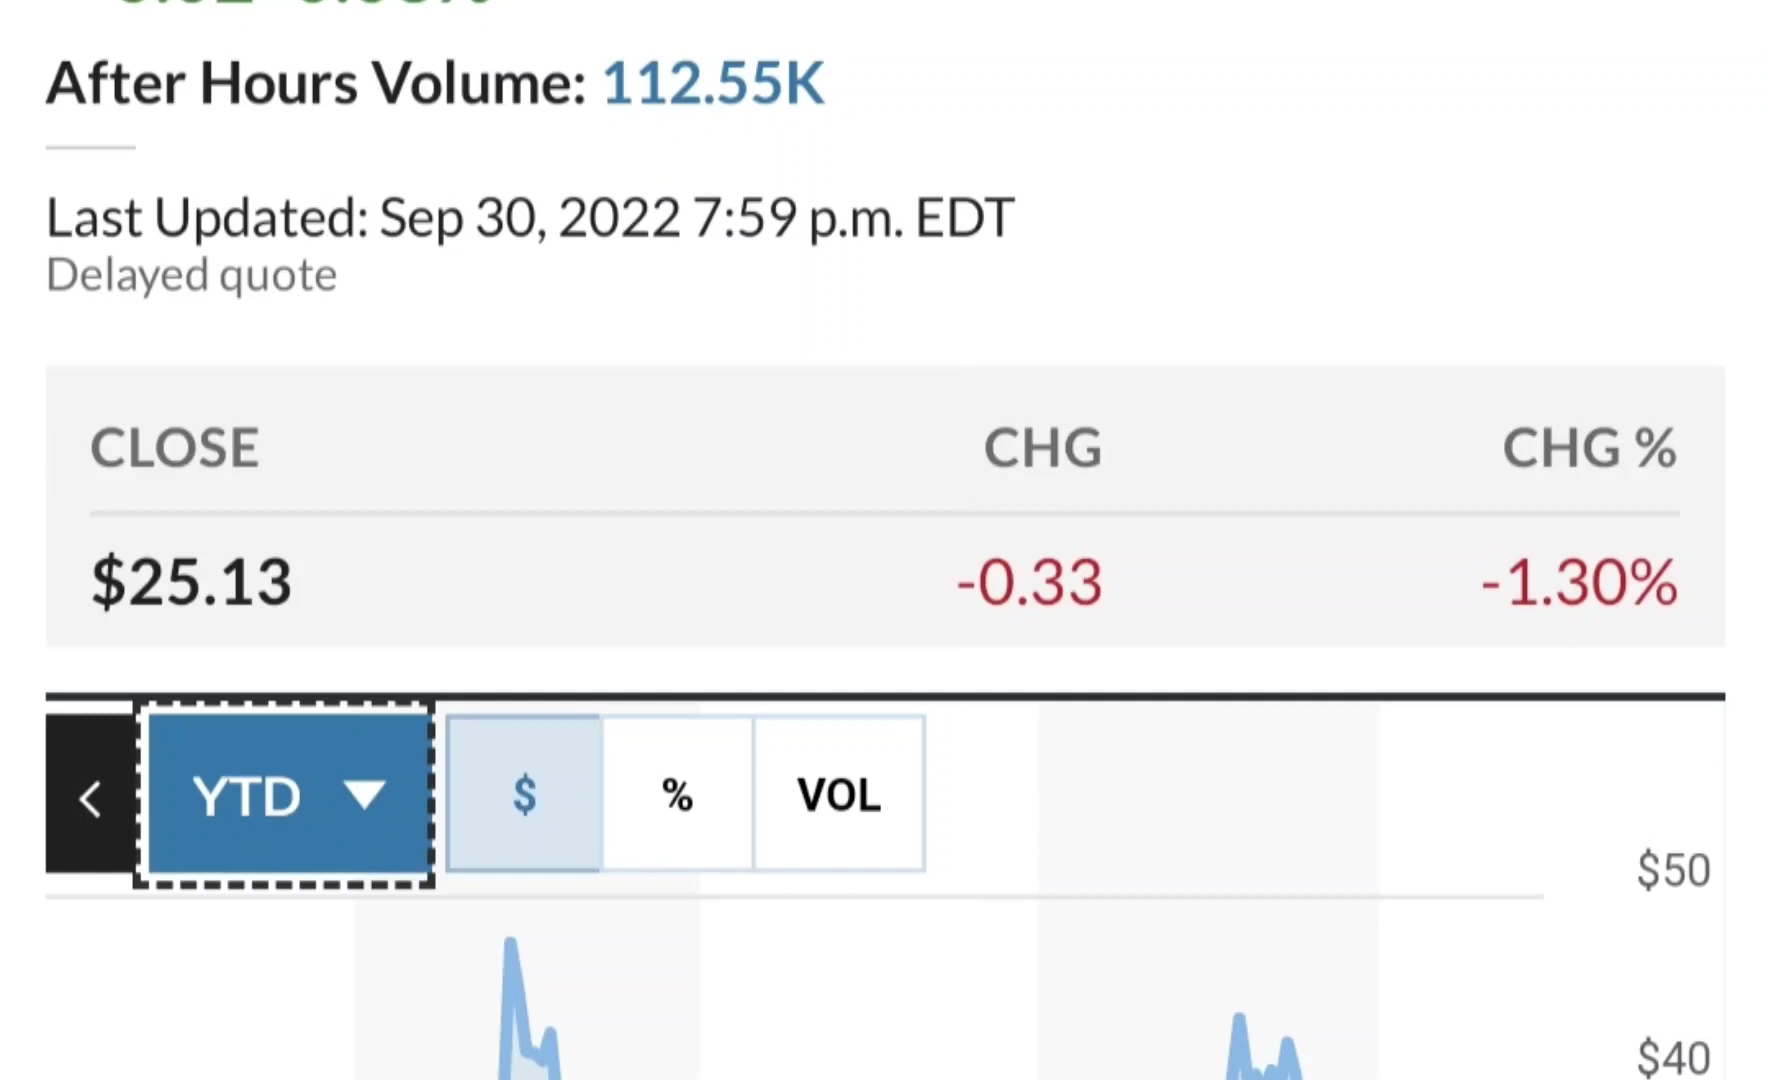 After Hours Volume: 112.55K
Last Updated: Sep 30, 2022 7:59 p.m. EDT
Delayed quote
CLOSE CHG CHG %
$25.13 -0.33 -1.30%
YTD $ % VOL
$50
$40